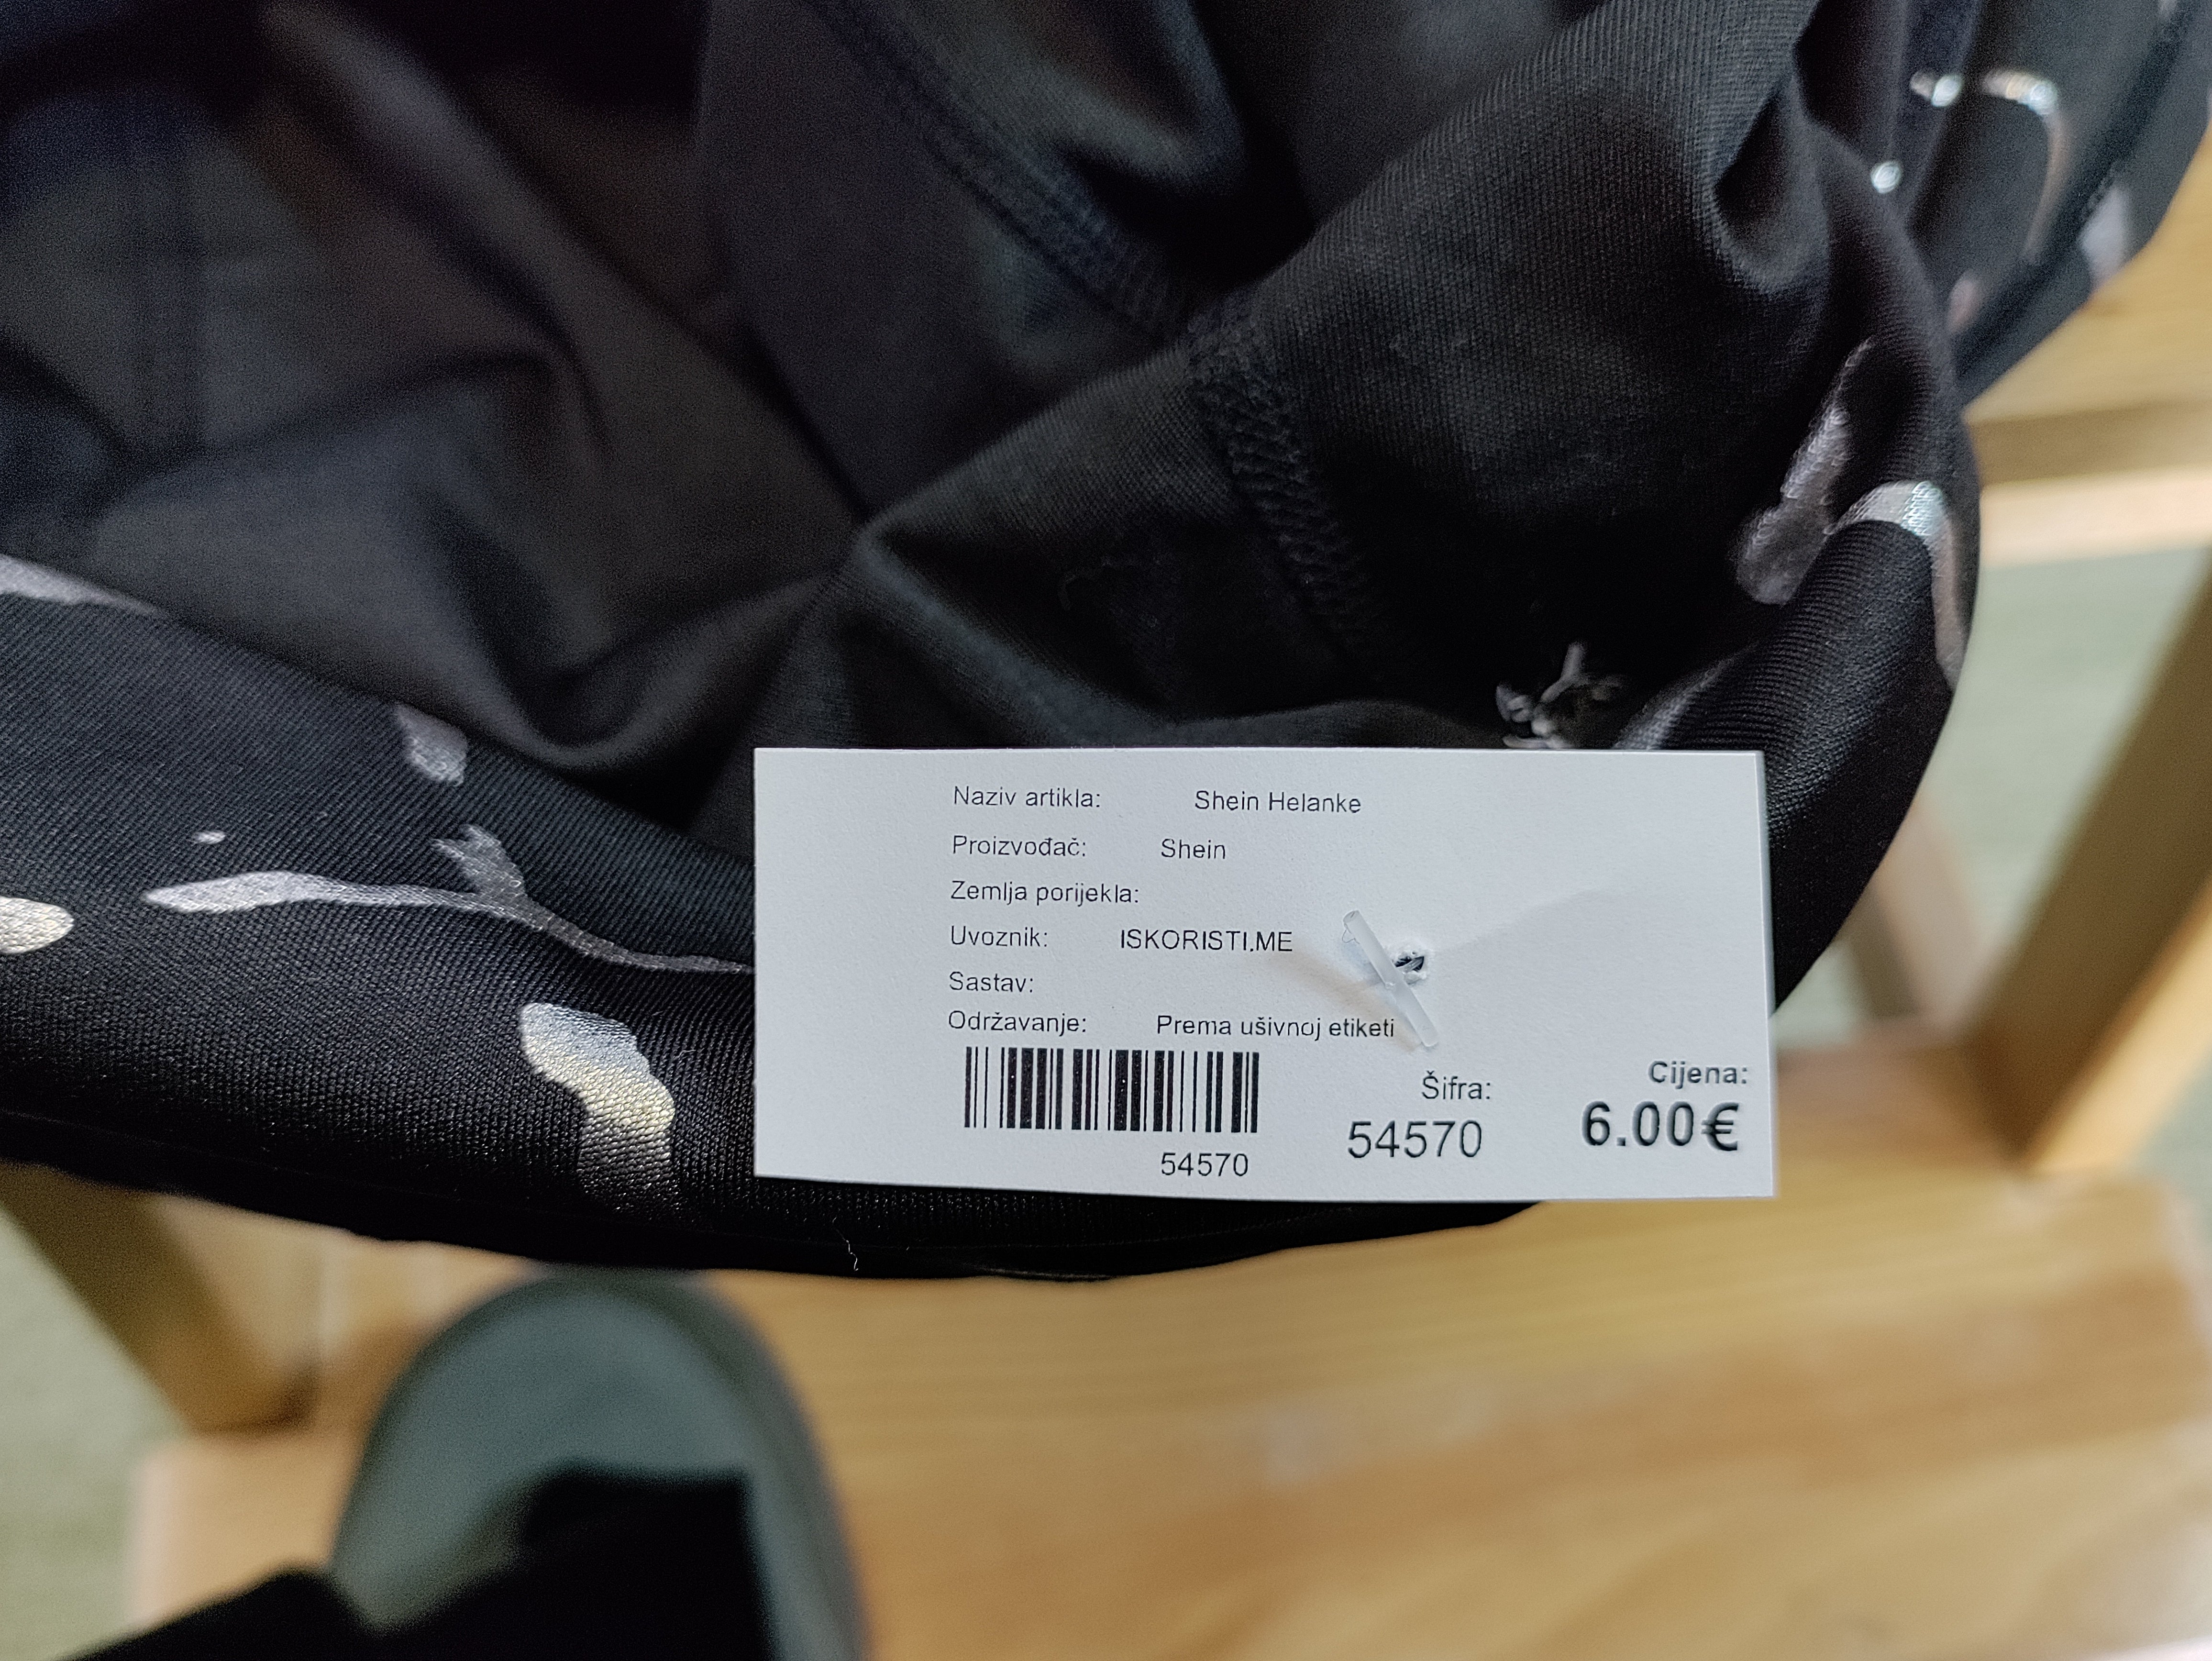 Naziv artikla: Shein Helanke
Proizvođač: Shein
Zemlja porijekla:
Uvoznik: ISKORISTI.ME
Sastav:
Održavanje: Prema ušivnoj etiketi
54570
Šifra:
54570
Cijena:
6.00€